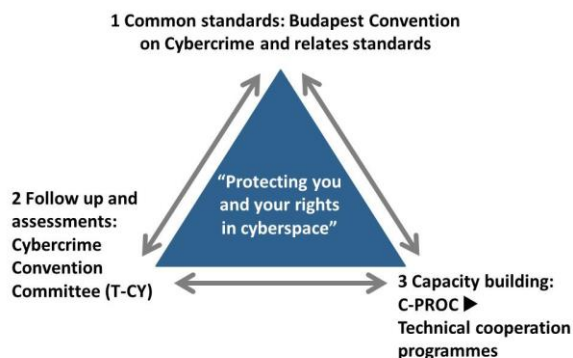 1 Common standards: Budapest Convention
on Cybercrime and relates standards
“Protecting you
and your rights
in cyberspace”
2 Follow up and
assessments:
Cybercrime
Convention
Committee (T-CY)
3 Capacity building:
C-PROC ▶
Technical cooperation
programmes